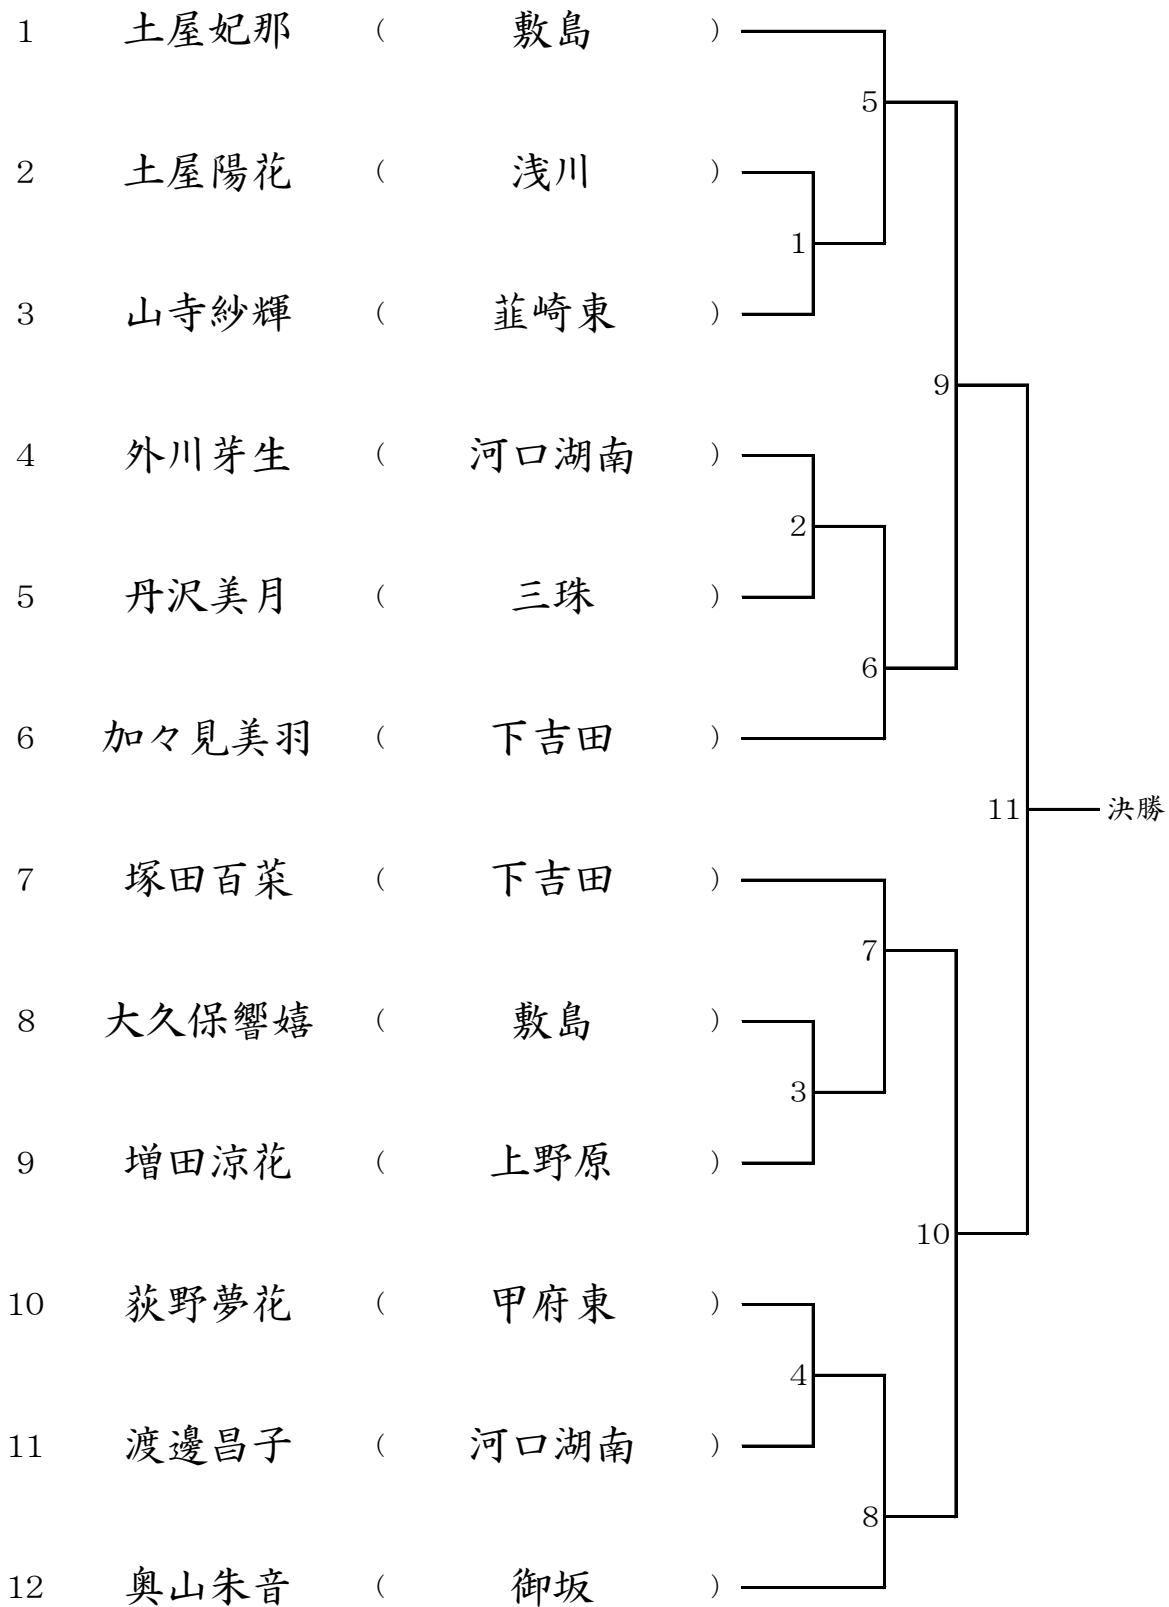 1 土屋妃那 ( 敷島 )
5
2 土屋陽花 ( 浅川 )
1
3 山寺紗輝 ( 韮崎東 )
9
4 外川芽生 ( 河口湖南 )
2
5 丹沢美月 ( 三珠 )
6
6 加々見美羽 ( 下吉田 )
11 決勝
7 塚田百菜 ( 下吉田 )
7
8 大久保響嬉 ( 敷島 )
3
9 増田涼花 ( 上野原 )
10
10 荻野夢花 ( 甲府東 )
4
11 渡邊昌子 ( 河口湖南 )
8
12 奥山朱音 ( 御坂 )